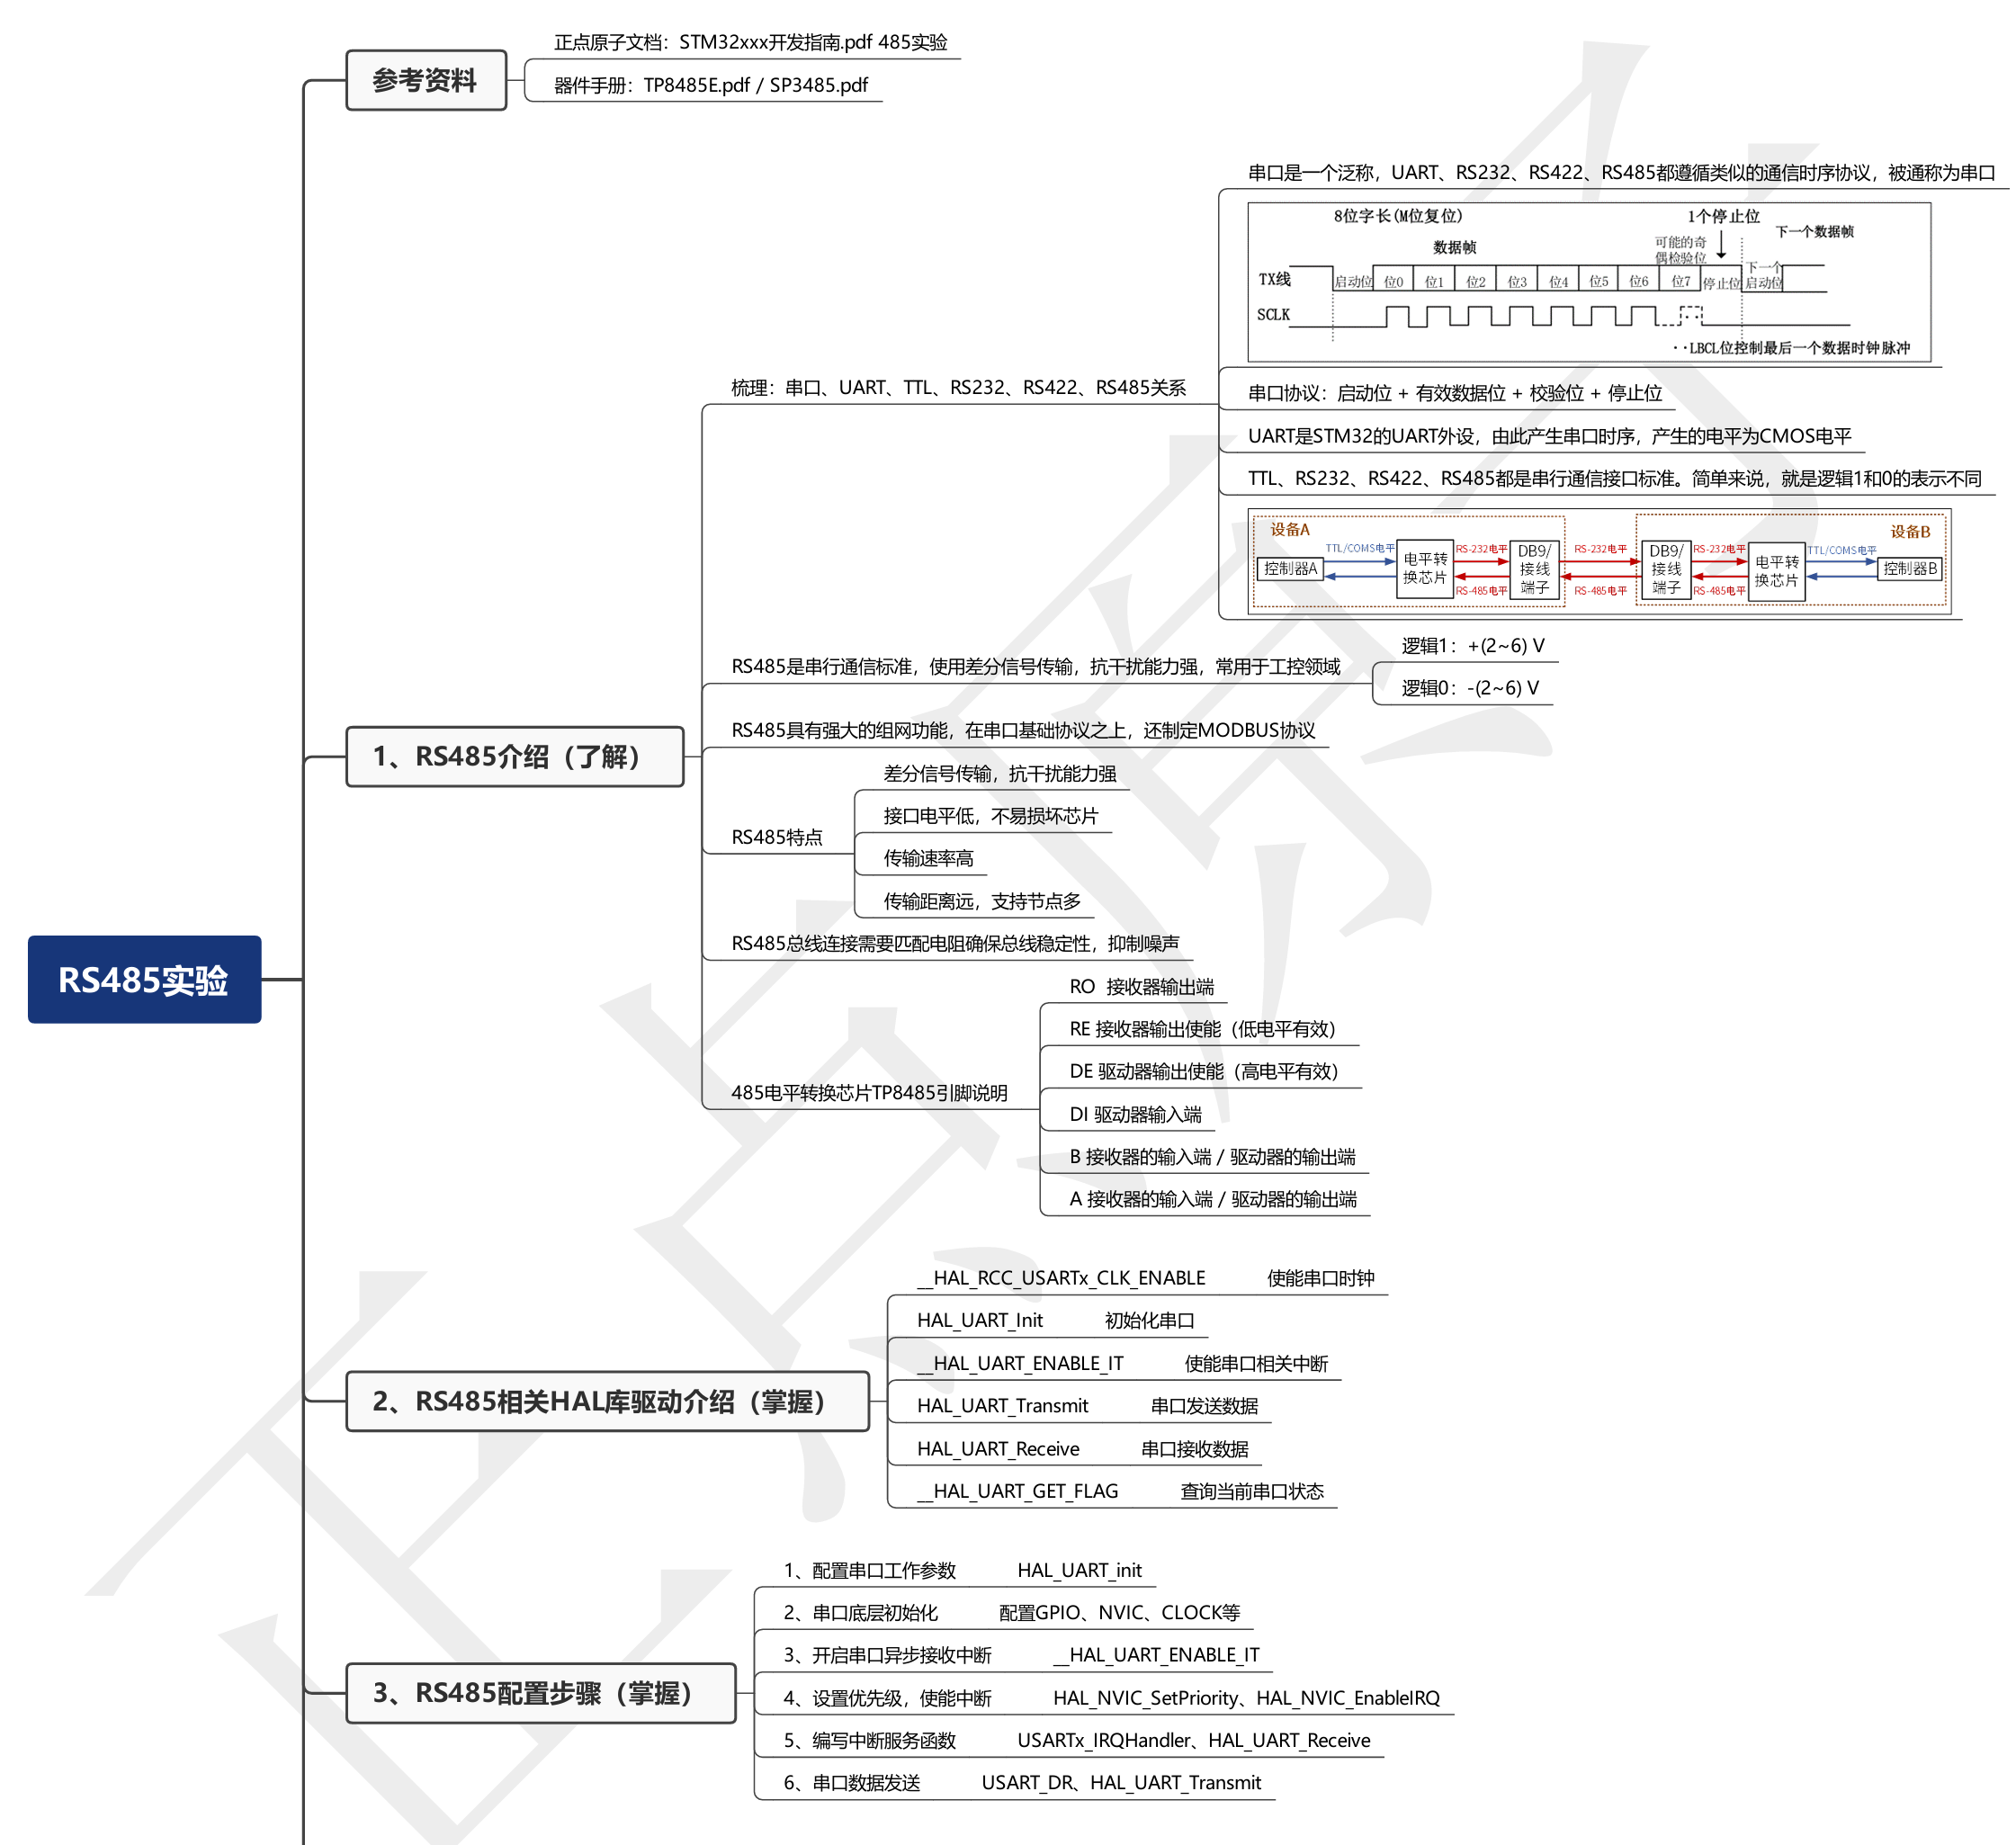 正点原子文档：STM32xxx开发指南.pdf 485实验
参考资料
器件手册：TP8485E.pdf / SP3485.pdf
串口是一个泛称，UART、RS232、RS422、RS485都遵循类似的通信时序协议，被通称为串口
8位字长(M位复位)
1个停止位
下一个数据帧
数据帧
可能的奇
偶检验位
TX线
启动位
位0
位1
位2
位3
位4
位5
位6
位7
停止位
下一个
启动位
SCLK
··LBCL位控制最后一个数据时钟脉冲
梳理：串口、UART、TTL、RS232、RS422、RS485关系
串口协议：启动位 + 有效数据位 + 校验位 + 停止位
UART是STM32的UART外设，由此产生串口时序，产生的电平为CMOS电平
TTL、RS232、RS422、RS485都是串行通信接口标准。简单来说，就是逻辑1和0的表示不同
设备A
设备B
控制器A
TTL/COMS电平
电平转
换芯片
RS-232电平
RS-485电平
DB9/
接线
端子
RS-232电平
RS-485电平
DB9/
接线
端子
RS-232电平
RS-485电平
电平转
换芯片
TTL/COMS电平
控制器B
RS485是串行通信标准，使用差分信号传输，抗干扰能力强，常用于工控领域
逻辑1：+(2~6) V
逻辑0：-(2~6) V
1、RS485介绍（了解）
RS485具有强大的组网功能，在串口基础协议之上，还制定MODBUS协议
RS485特点
差分信号传输，抗干扰能力强
接口电平低，不易损坏芯片
传输速率高
传输距离远，支持节点多
RS485总线连接需要匹配电阻确保总线稳定性，抑制噪声
RS485实验
485电平转换芯片TP8485引脚说明
RO 接收器输出端
RE 接收器输出使能（低电平有效）
DE 驱动器输出使能（高电平有效）
DI 驱动器输入端
B 接收器的输入端 / 驱动器的输出端
A 接收器的输入端 / 驱动器的输出端
2、RS485相关HAL库驱动介绍（掌握）
__HAL_RCC_USARTx_CLK_ENABLE 使能串口时钟
HAL_UART_Init 初始化串口
__HAL_UART_ENABLE_IT 使能串口相关中断
HAL_UART_Transmit 串口发送数据
HAL_UART_Receive 串口接收数据
__HAL_UART_GET_FLAG 查询当前串口状态
3、RS485配置步骤（掌握）
1、配置串口工作参数 HAL_UART_init
2、串口底层初始化 配置GPIO、NVIC、CLOCK等
3、开启串口异步接收中断 __HAL_UART_ENABLE_IT
4、设置优先级，使能中断 HAL_NVIC_SetPriority、HAL_NVIC_EnableIRQ
5、编写中断服务函数 USARTx_IRQHandler、HAL_UART_Receive
6、串口数据发送 USART_DR、HAL_UART_Transmit
正点原子